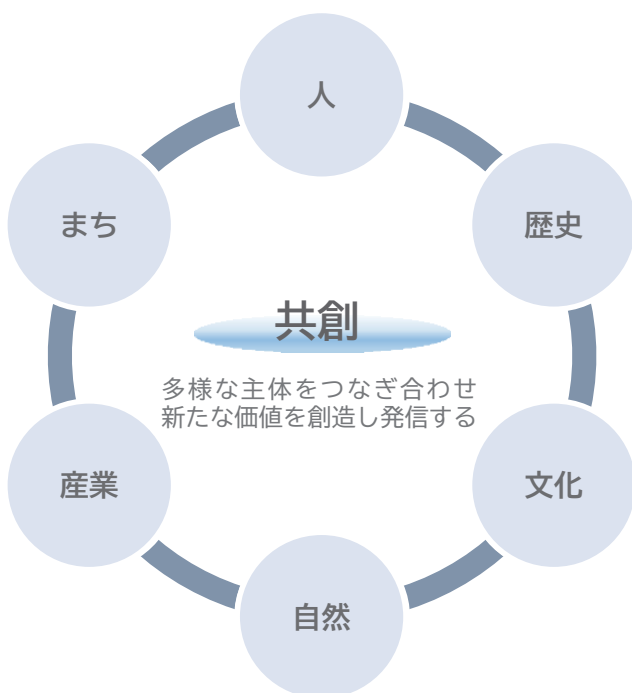 人
まち
歴史
共創
多様な主体をつなぎ合わせ
新たな価値を創造し発信する
産業
文化
自然